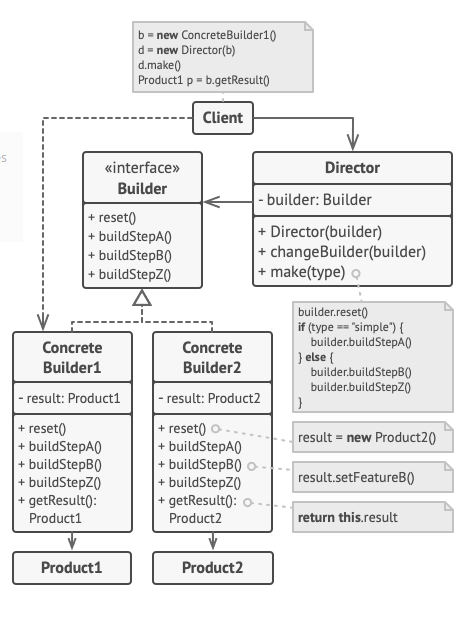 b = new ConcreteBuilder1()
d = new Director(b)
d.make()
Product1 p = b.getResult()
Client
es
«interface»
Builder
+ reset()
+ buildStepA()
+ buildStepB()
+ buildStepZ()
Director
- builder: Builder
+ Director(builder)
+ changeBuilder(builder)
+ make(type)
builder.reset()
if (type == "simple") {
builder.buildStepA()
} else {
builder.buildStepB()
builder.buildStepZ()
}
Concrete
Builder1
- result: Product1
+ reset()
+ buildStepA()
+ buildStepB()
+ buildStepZ()
+ getResult():
Product1
Concrete
Builder2
- result: Product2
+ reset()
+ buildStepA()
+ buildStepB()
+ buildStepZ()
+ getResult():
Product2
result = new Product2()
result.setFeatureB()
return this.result
Product1
Product2